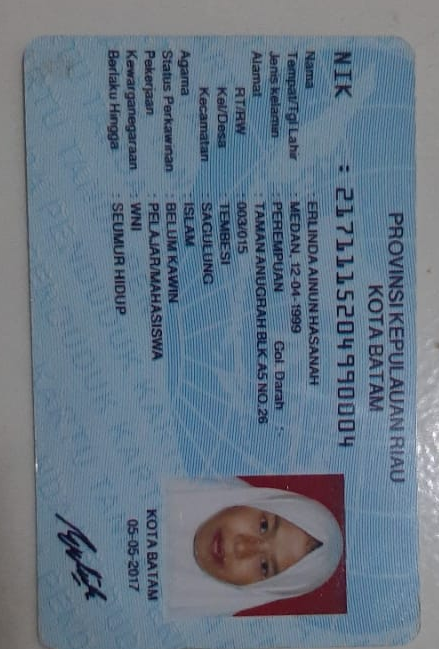 PROVINSI KEPULAUAN RIAU
KOTA BATAM
NIK : 2171115204990004
Nama : ERLINDA AINUN HASANAH
Tempat/Tgl Lahir : MEDAN, 12-04-1999
Jenis kelamin : PEREMPUAN Gol. Darah : -
Alamat : TAMAN ANUGRAH BLK A5 NO.26
RT/RW : 003/015
Kel/Desa : TEMBESI
Kecamatan : SAGULUNG
Agama : ISLAM
Status Perkawinan : BELUM KAWIN
Pekerjaan : PELAJAR/MAHASISWA
Kewarganegaraan : WNI
Berlaku Hingga : SEUMUR HIDUP
KOTA BATAM
05-05-2017